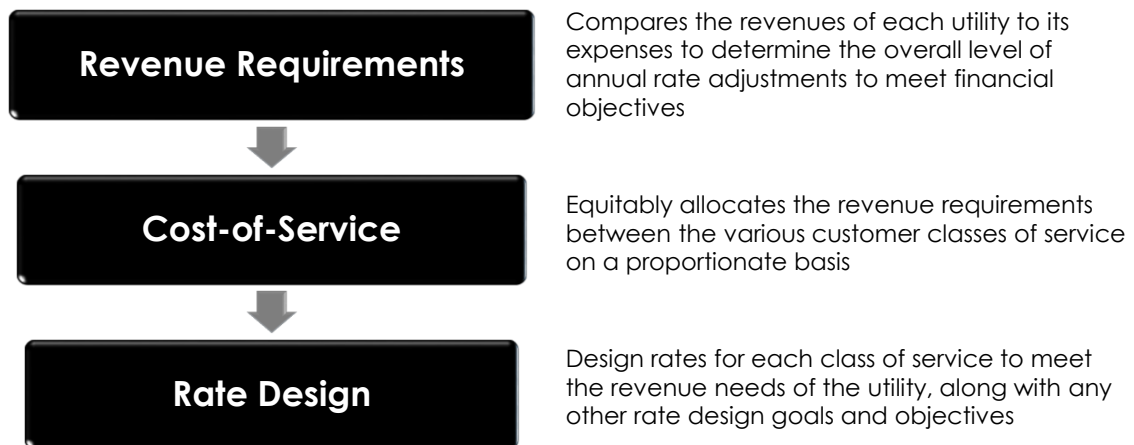 Revenue Requirements
Compares the revenues of each utility to its
expenses to determine the overall level of
annual rate adjustments to meet financial
objectives
Cost-of-Service
Equitably allocates the revenue requirements
between the various customer classes of service
on a proportionate basis
Rate Design
Design rates for each class of service to meet
the revenue needs of the utility, along with any
other rate design goals and objectives